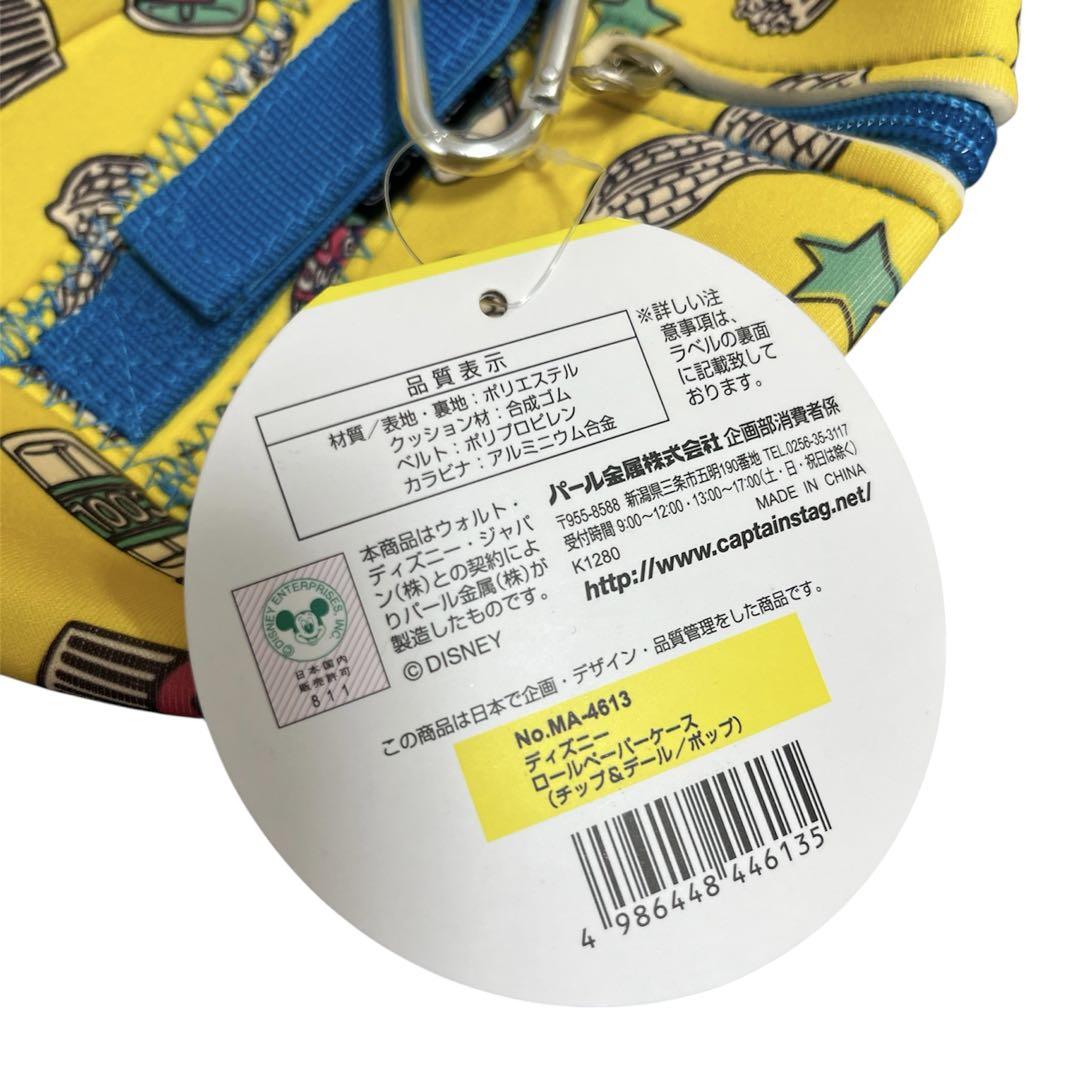 品質表示
材質/表地・裏地:ポリエステル
クッション材:合成ゴム
ベルト:ポリプロピレン
カラビナ:アルミニウム合金
※詳しい注
意事項は、
ラベルの裏面
に記載致して
おります。
パール金属株式会社 企画部消費者係
〒955-8588 新潟県三条市五明190番地 TEL.0256-35-3117
受付時間 9:00〜12:00・13:00〜17:00(土・日・祝日は除く)
K1280
MADE IN CHINA
http://www.captainstag.net/
本商品はウォルト・
ディズニー・ジャパ
ン(株)との契約によ
りパール金属(株)が
製造したものです。
©DISNEY
©DISNEY ENTERPRISES, INC.
日本国内
販売許可
811
この商品は日本で企画・デザイン・品質管理をした商品です。
No.MA-4613
ディズニー
ロールペーパーケース
(チップ&デール/ポップ)
4 986448 446135
100